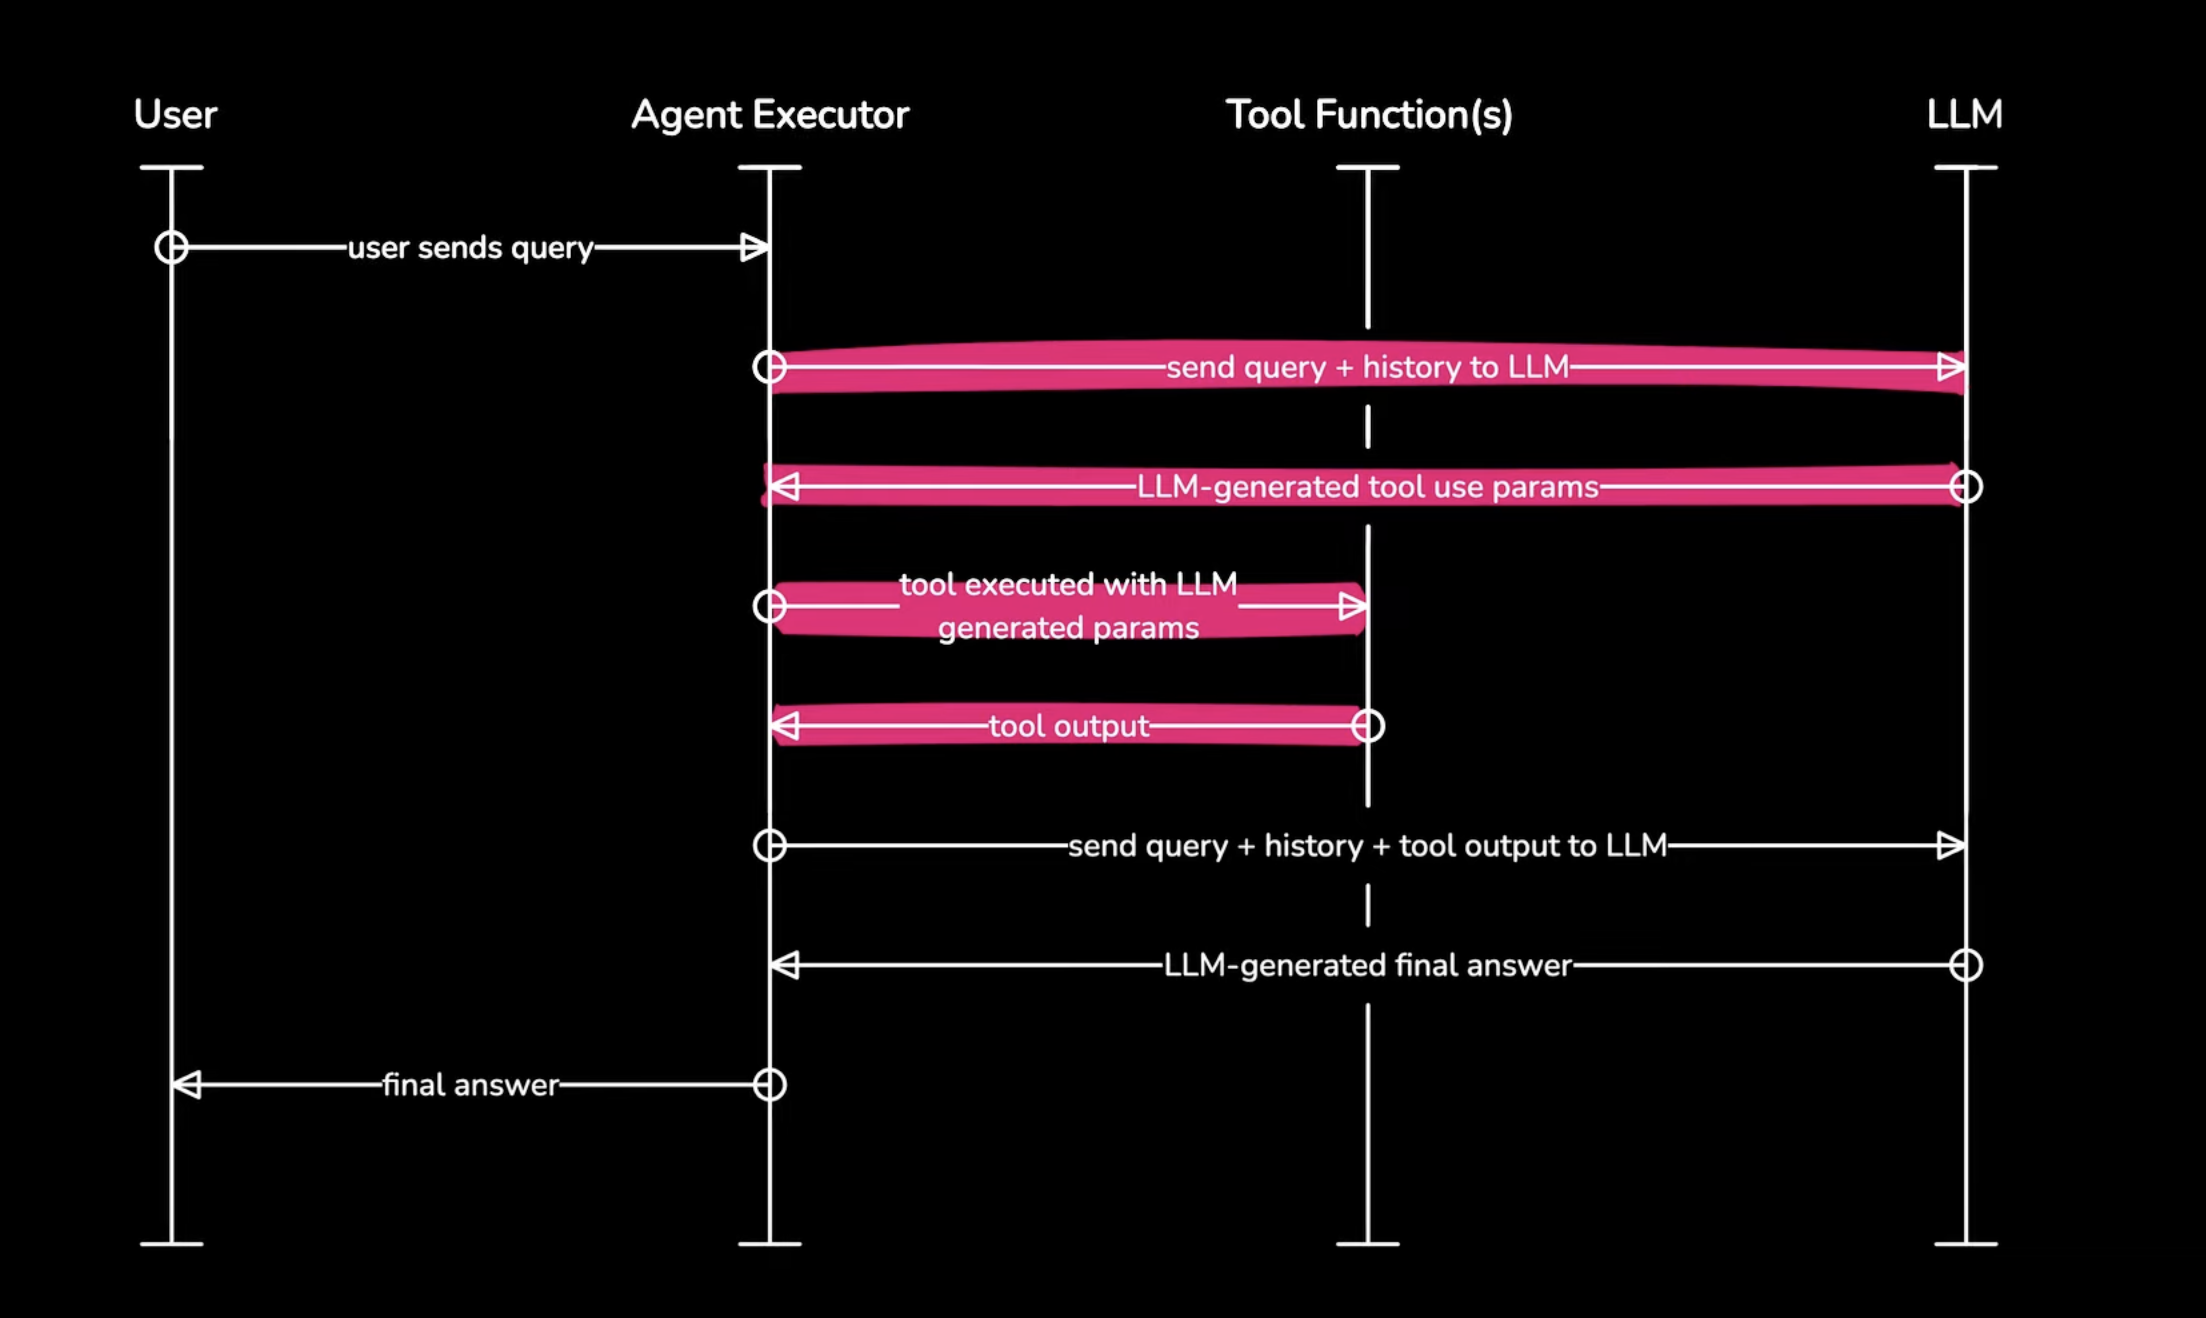 User
Agent Executor
Tool Function(s)
LLM
user sends query
send query + history to LLM
LLM-generated tool use params
tool executed with LLM
generated params
tool output
send query + history + tool output to LLM
LLM-generated final answer
final answer